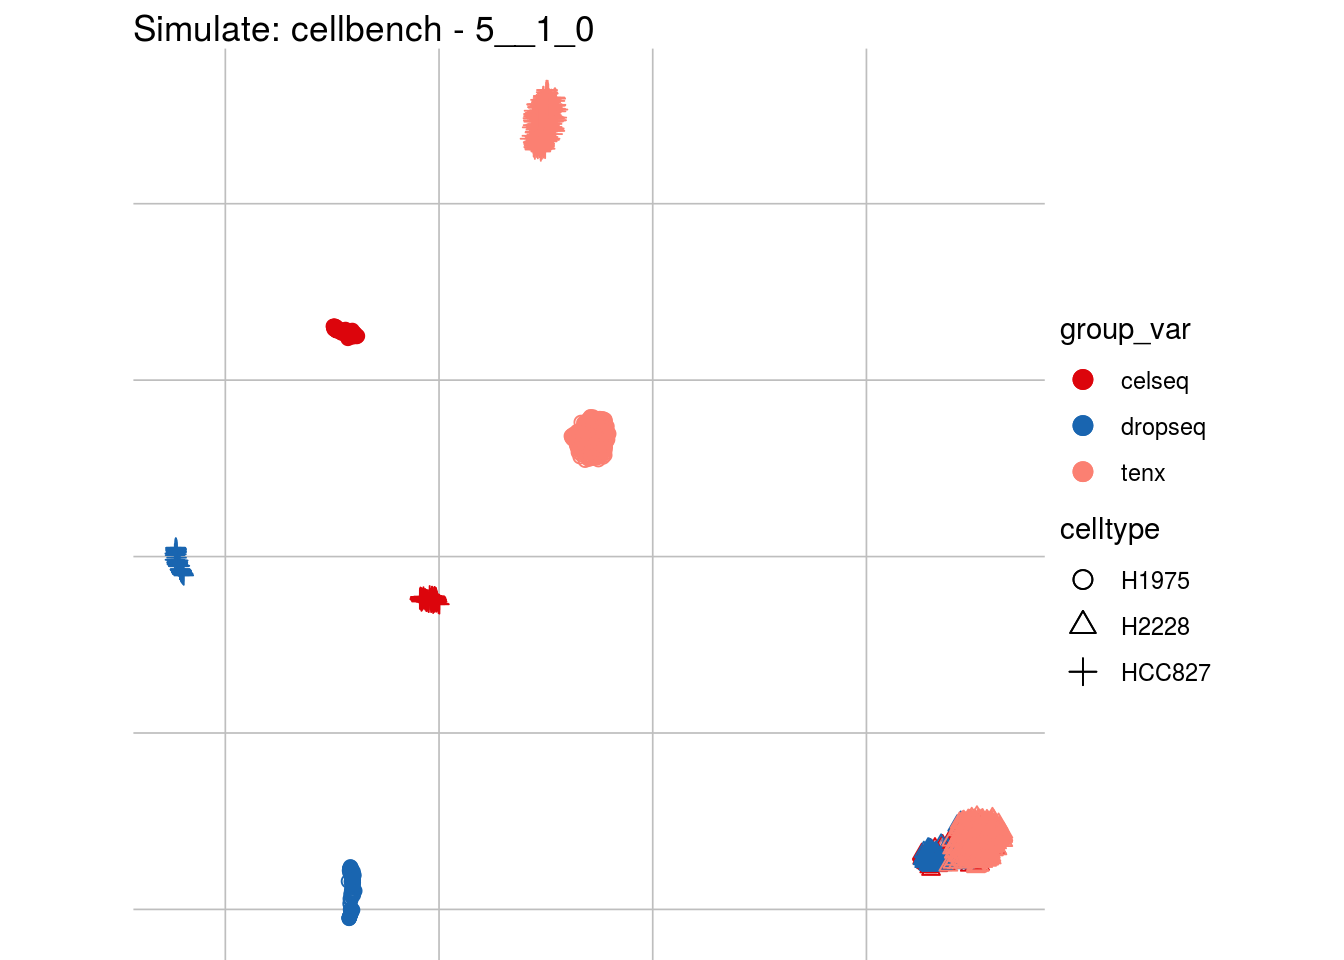 Simulate: cellbench - 5__1_0
group_var
celseq
dropseq
tenx
celltype
H1975
H2228
HCC827